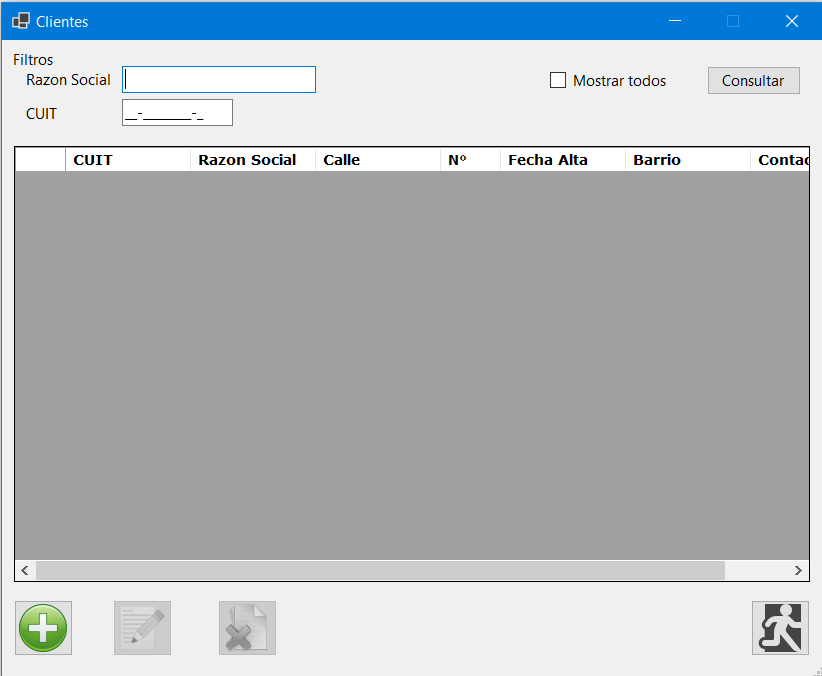 Clientes
Filtros
Razon Social
Mostrar todos
Consultar
CUIT
__-________-_
CUIT Razon Social Calle Nº Fecha Alta Barrio Contac